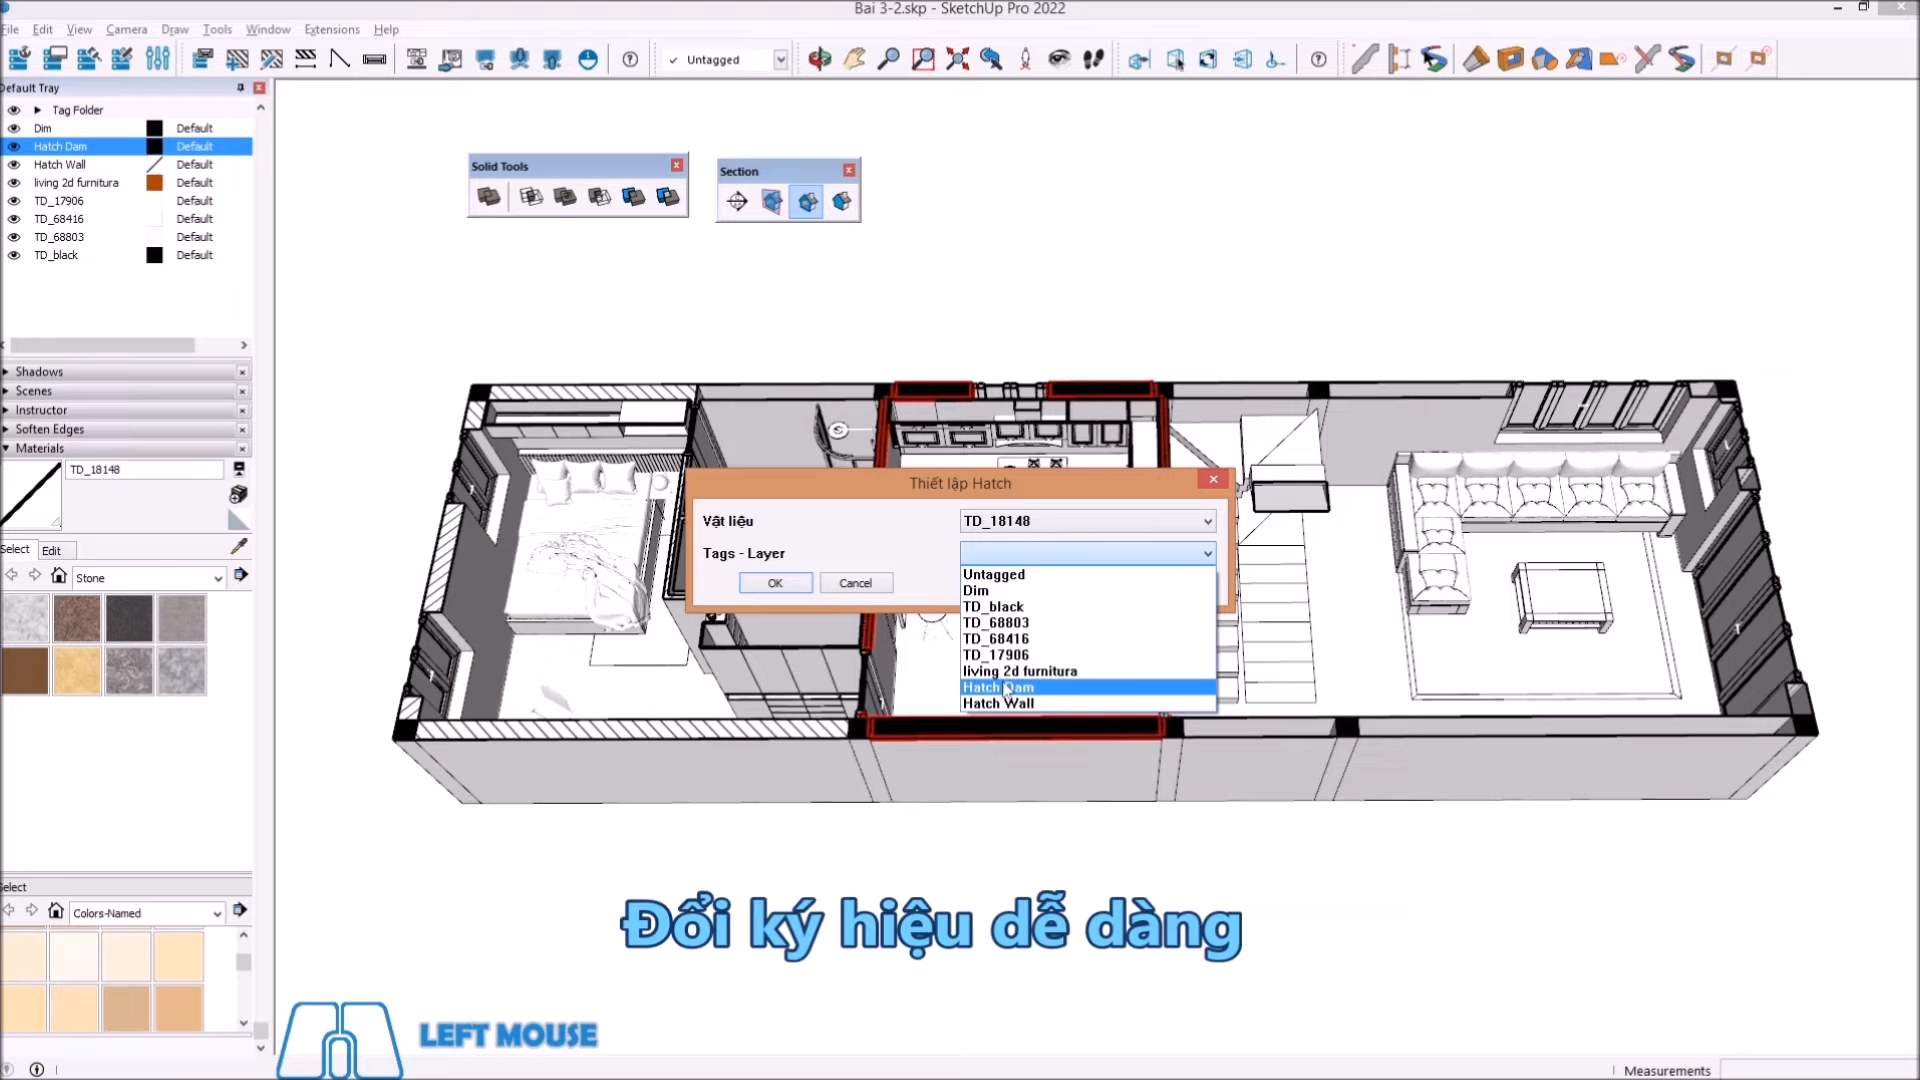 Bai 3-2.skp - SketchUp Pro 2022
File Edit View Camera Draw Tools Window Extensions Help
Untagged
Default Tray
Tag Folder
Dim Default
Hatch Dam Default
Hatch Wall Default
living 2d furnitura Default
TD_17906 Default
TD_68416 Default
TD_68803 Default
TD_black Default
Solid Tools
Section
Shadows
Scenes
Instructor
Soften Edges
Materials
TD_18148
Select Edit
Stone
Select
Colors-Named
Thiết lập Hatch
Vật liệu TD_18148
Tags - Layer
OK Cancel
Untagged
Dim
TD_black
TD_68803
TD_68416
TD_17906
living 2d furnitura
Hatch Dam
Hatch Wall
Đổi ký hiệu dễ dàng
LEFT MOUSE
Measurements